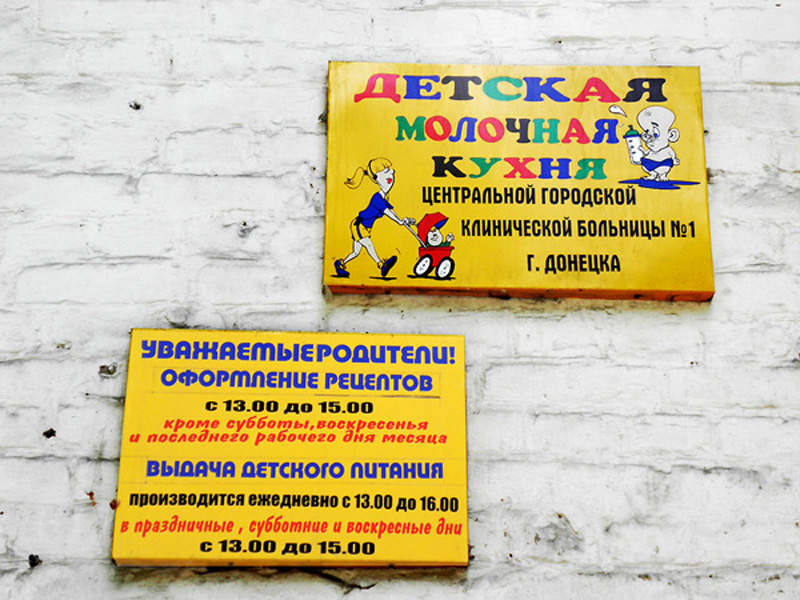 ДЕТСКАЯ
МОЛОЧНАЯ
КУХНЯ
ЦЕНТРАЛЬНОЙ ГОРОДСКОЙ
КЛИНИЧЕСКОЙ БОЛЬНИЦЫ №1
Г. ДОНЕЦКА
УВАЖАЕМЫЕ РОДИТЕЛИ!
ОФОРМЛЕНИЕ РЕЦЕПТОВ
с 13.00 до 15.00
кроме субботы, воскресенья
и последнего рабочего дня месяца
ВЫДАЧА ДЕТСКОГО ПИТАНИЯ
производится ежедневно с 13.00 до 16.00
в праздничные , субботние и воскресные дни
с 13.00 до 15.00